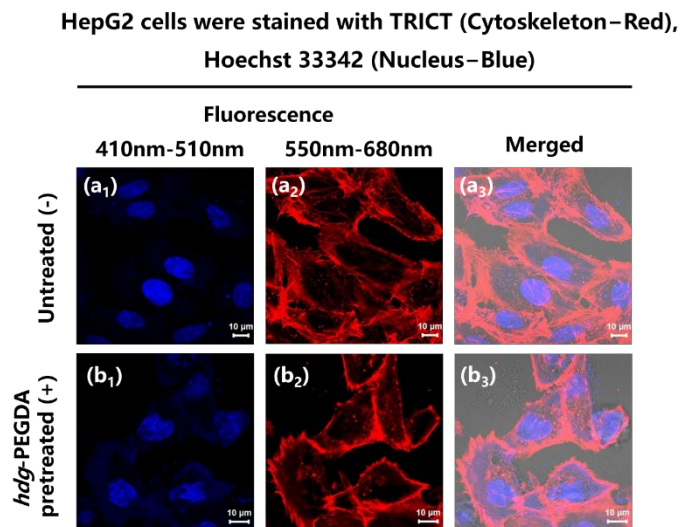 HepG2 cells were stained with TRICT (Cytoskeleton–Red),
Hoechst 33342 (Nucleus–Blue)
Fluorescence
410nm-510nm 550nm-680nm Merged
Untreated (-)
(a₁) (a₂) (a₃)
10 μm 10 μm 10 μm
hdg-PEGDA
pretreated (+)
(b₁) (b₂) (b₃)
10 μm 10 μm 10 μm